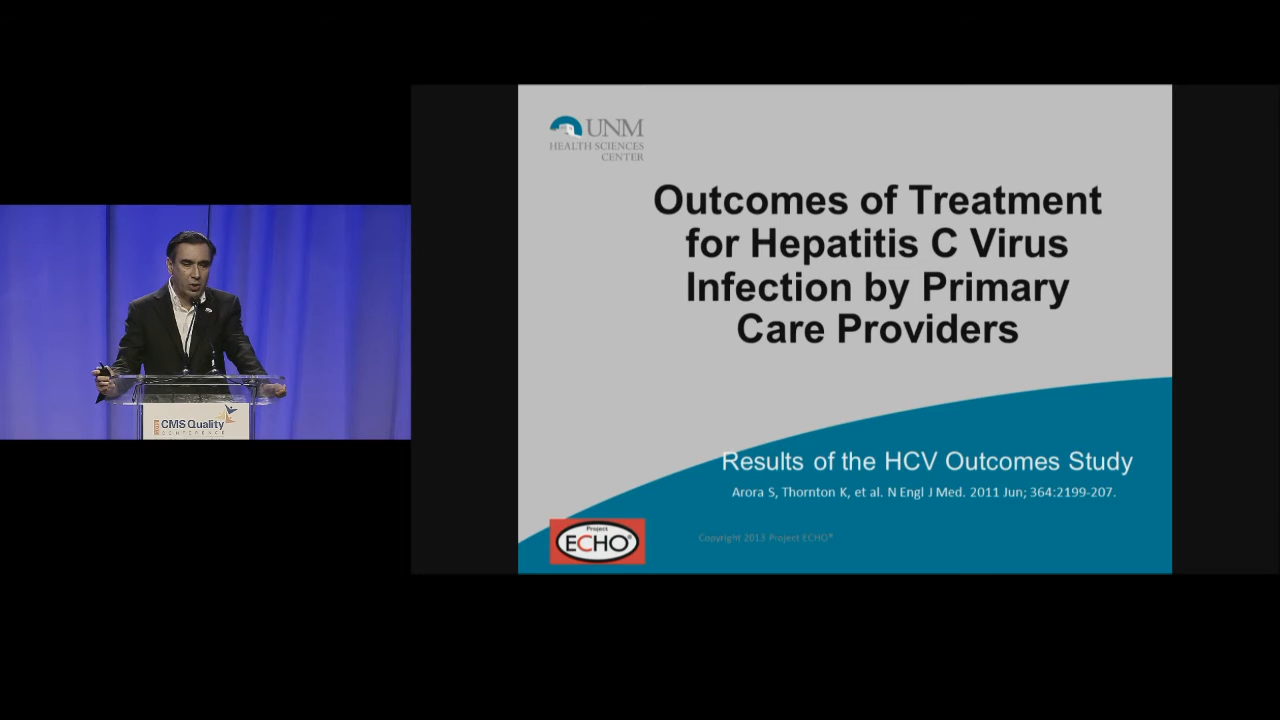 UNM
HEALTH SCIENCES
CENTER
Outcomes of Treatment
for Hepatitis C Virus
Infection by Primary
Care Providers
Results of the HCV Outcomes Study
Arora S, Thornton K, et al. N Engl J Med. 2011 Jun; 364:2199-207.
Project
ECHO®
Copyright 2013 Project ECHO®
CMS Quality
CONFERENCE